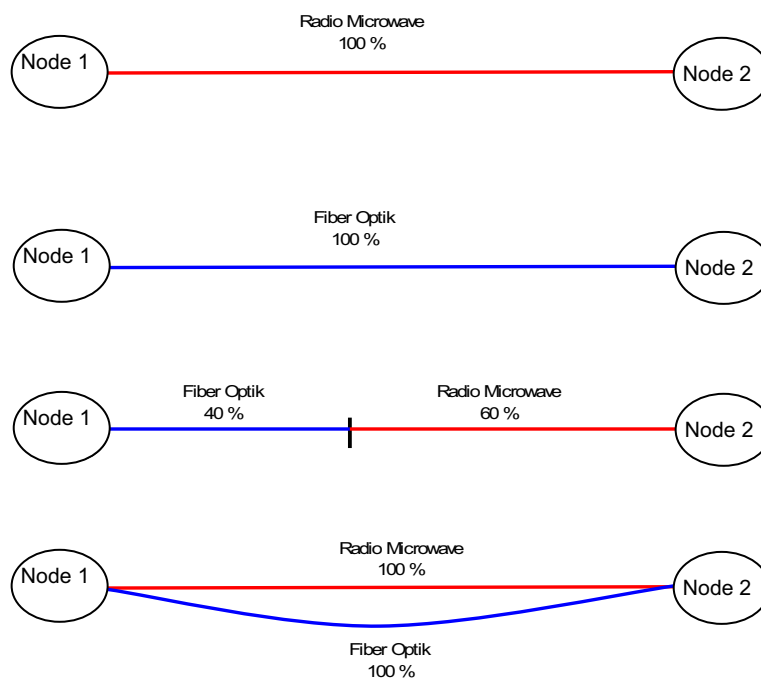 Radio Microwave
100 %
Node 1
Node 2
Fiber Optik
100 %
Node 1
Node 2
Fiber Optik
40 %
Radio Microwave
60 %
Node 1
Node 2
Radio Microwave
100 %
Node 1
Node 2
Fiber Optik
100 %